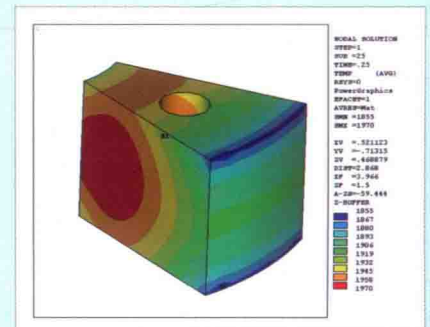 NODAL SOLUTION
STEP=1
SUB =25
TIME=.25
TEMP (AVG)
RSYS=0
PowerGraphics
EFACET=1
AVRES=Mat
SMN =1855
SMX =1970
XV =.521123
YV =-.71315
ZV =.468879
DIST=2.868
XF =2.966
ZF =1.5
A-ZS=-59.444
Z-BUFFER
1855
1867
1880
1893
1906
1919
1932
1945
1958
1970